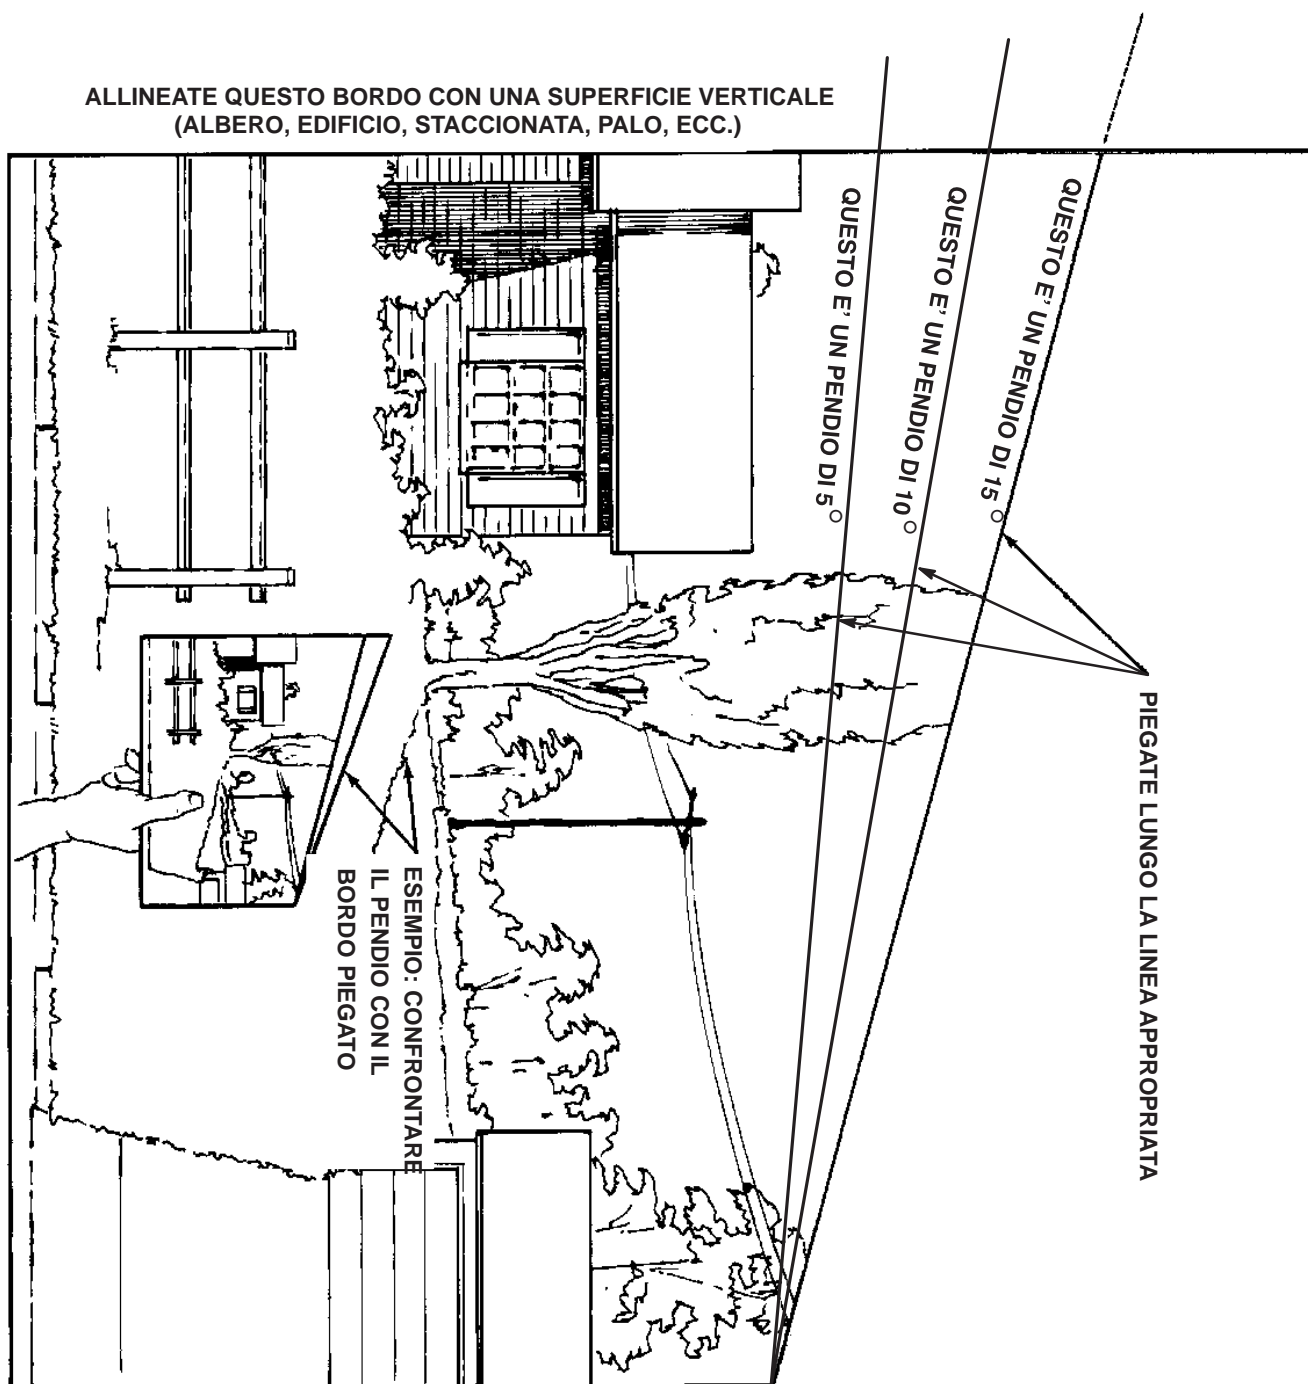 ALLINEATE QUESTO BORDO CON UNA SUPERFICIE VERTICALE
(ALBERO, EDIFICIO, STACCIONATA, PALO, ECC.)
QUESTO E' UN PENDIO DI 5°
QUESTO E' UN PENDIO DI 10°
QUESTO E' UN PENDIO DI 15°
PIEGATE LUNGO LA LINEA APPROPRIATA
ESEMPIO: CONFRONTARE
IL PENDIO CON IL
BORDO PIEGATO